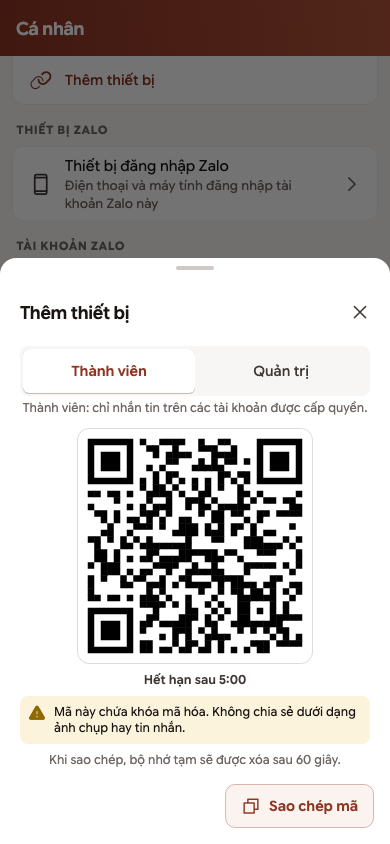 Cá nhân
Thêm thiết bị
THIẾT BỊ ZALO
Thiết bị đăng nhập Zalo
Điện thoại và máy tính đăng nhập tài
khoản Zalo này
TÀI KHOẢN ZALO
Thêm thiết bị
Thành viên
Quản trị
Thành viên: chỉ nhắn tin trên các tài khoản được cấp quyền.
Hết hạn sau 5:00
Mã này chứa khóa mã hóa. Không chia sẻ dưới dạng
ảnh chụp hay tin nhắn.
Khi sao chép, bộ nhớ tạm sẽ được xóa sau 60 giây.
Sao chép mã